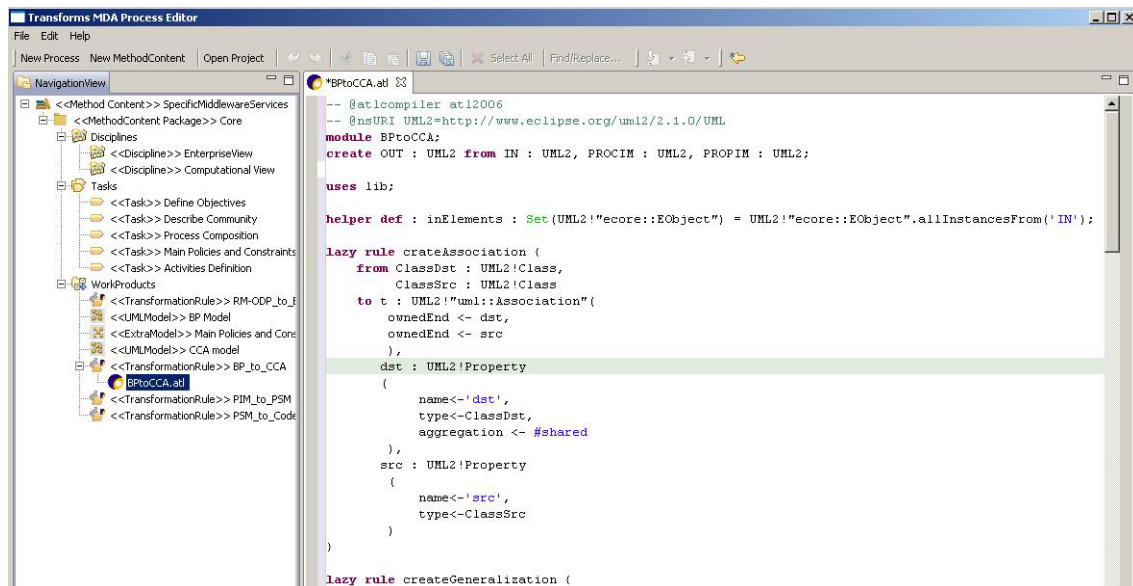 Transforms MDA Process Editor
File Edit Help
New Process New MethodContent Open Project Select All Find/Replace...
NavigationView
<<Method Content>> SpecificMiddlewareServices
<<MethodContent Package>> Core
Disciplines
<<Discipline>> EnterpriseView
<<Discipline>> Computational View
Tasks
<<Task>> Define Objectives
<<Task>> Describe Community
<<Task>> Process Composition
<<Task>> Main Policies and Constraints
<<Task>> Activities Definition
WorkProducts
<<TransformationRule>> RM-ODP_to_
<<UMLModel>> BP Model
<<ExtraModel>> Main Policies and Cons
<<UMLModel>> CCA model
<<TransformationRule>> BP_to_CCA
BPtoCCA.atl
<<TransformationRule>> PIM_to_PSM
<<TransformationRule>> PSM_to_Code
*BPtoCCA.atl
-- @atlcompiler atl2006
-- @nsURI UML2=http://www.eclipse.org/uml2/2.1.0/UML
module BPtoCCA;
create OUT : UML2 from IN : UML2, PROCIM : UML2, PROPIM : UML2;
uses lib;
helper def : inElements : Set(UML2!"ecore::EObject") = UML2!"ecore::EObject".allInstancesFrom('IN');
lazy rule crateAssociation {
from ClassDst : UML2!Class,
ClassSrc : UML2!Class
to t : UML2!"uml::Association"(
ownedEnd <- dst,
ownedEnd <- src
),
dst : UML2!Property
(
name<-'dst',
type<-ClassDst,
aggregation <- #shared
),
src : UML2!Property
(
name<-'src',
type<-ClassSrc
)
}
lazy rule createGeneralization {